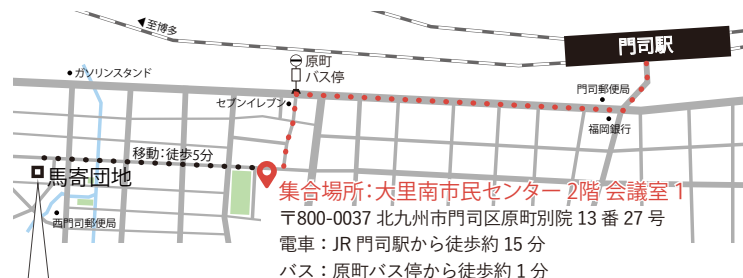 至博多
門司駅
原町
バス停
ガソリンスタンド
セブンイレブン
門司郵便局
福岡銀行
移動：徒歩5分
馬寄団地
集合場所：大里南市民センター 2階 会議室 1
〒800-0037 北九州市門司区原町別院 13 番 27 号
西門司郵便局
電車：JR 門司駅から徒歩約 15 分
バス：原町バス停から徒歩約 1 分